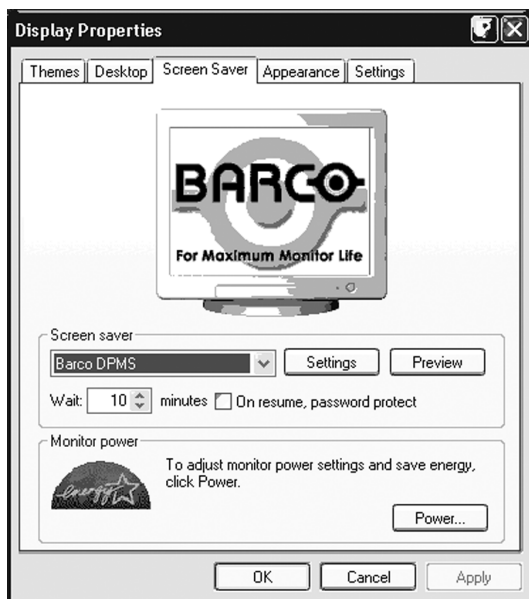 Display Properties
Themes Desktop Screen Saver Appearance Settings
BARCO
For Maximum Monitor Life
Screen saver
Barco DPMS Settings Preview
Wait: 10 minutes On resume, password protect
Monitor power
energy
To adjust monitor power settings and save energy,
click Power.
Power...
OK Cancel Apply